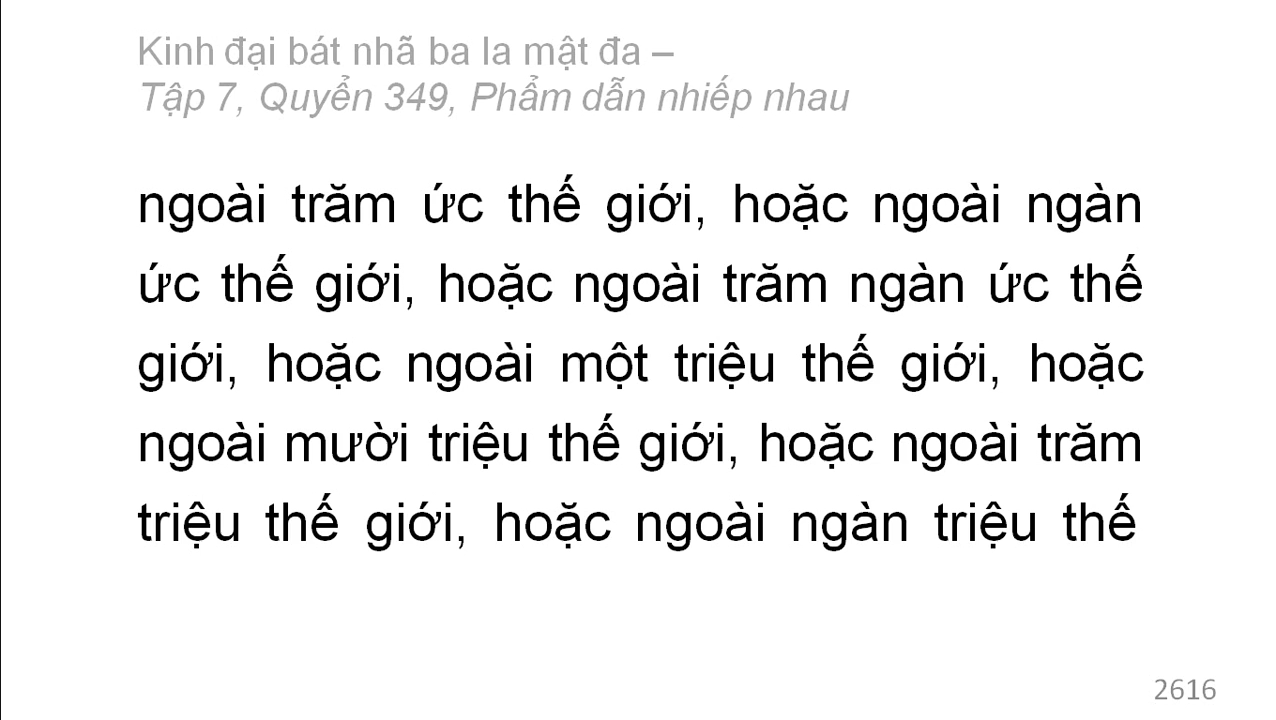 Kinh đại bát nhã ba la mật đa –
Tập 7, Quyển 349, Phẩm dẫn nhiếp nhau
ngoài trăm ức thế giới, hoặc ngoài ngàn
ức thế giới, hoặc ngoài trăm ngàn ức thế
giới, hoặc ngoài một triệu thế giới, hoặc
ngoài mười triệu thế giới, hoặc ngoài trăm
triệu thế giới, hoặc ngoài ngàn triệu thế
2616